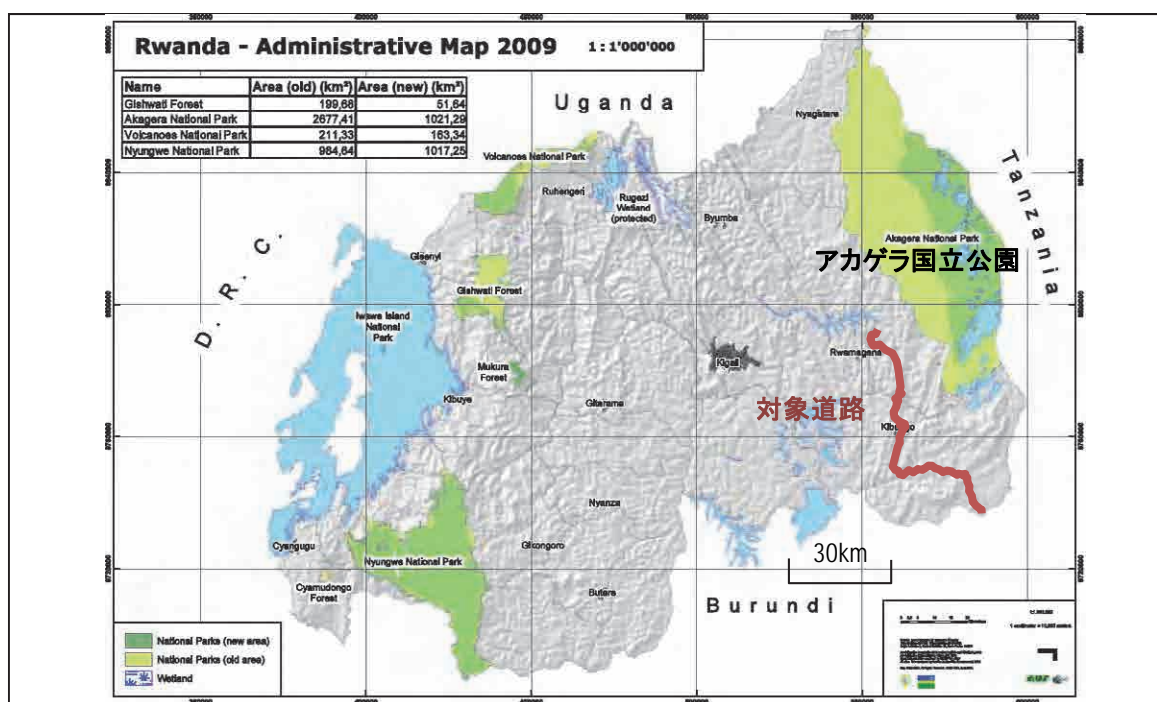 Rwanda - Administrative Map 2009 1 : 1'000'000
Name Area (old) (km²) Area (new) (km²)
Gishwati Forest 199,68 51,64
Akagera National Park 2677,41 1021,29
Volcanoes National Park 211,33 163,34
Nyungwe National Park 984,64 1017,25
Uganda
Nyagatare
Tanzania
Volcanoes National Park
Ruhengeri
Rugezi
Wetland
(protected)
Byumba
Akagera National Park
アカゲラ国立公園
D. R. C.
Gisenyi
Gishwati Forest
Iwawa Island
National
Park
Rwamagana
Kigali
Mukura
Forest
Kibuye
Gitarama
対象道路
Kibungo
Nyanza
Cyangugu
Gikongoro
Nyungwe National Park
30km
Cyamudongo
Forest
Butare
Burundi
National Parks (new area)
National Parks (old area)
Wetland